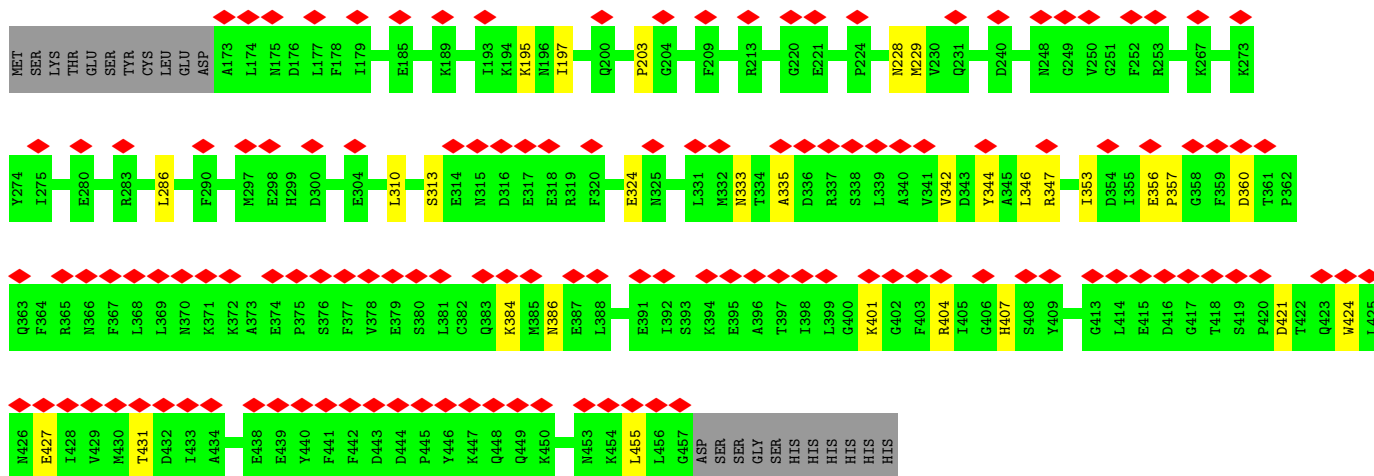 MET SER LYS THR GLU SER TYR CYS LEU GLU ASP A173 L174 N175 D176 L177 F178 I179 E185 K189 I193 K194 K195 N196 I197 Q200 P203 G204 F209 R213 G220 E221 P224 N228 M229 V230 Q231 D240 N248 G249 V250 G251 F252 R253 K267 K273
Y274 I275 E280 R283 L286 F290 M297 E298 H299 D300 E304 L310 S313 E314 N315 D316 E317 E318 R319 F320 E324 N325 L331 M332 N333 T334 A335 D336 R337 S338 L339 A340 V341 V342 D343 Y344 A345 L346 R347 I353 D354 I355 E356 P357 G358 F359 D360 T361 P362
Q363 F364 R365 N366 F367 L368 L369 N370 K371 K372 A373 E374 P375 S376 F377 V378 E379 S380 L381 C382 Q383 K384 M385 N386 E387 L388 E391 I392 S393 K394 E395 A396 T397 I398 L399 G400 K401 G402 F403 R404 I405 G406 H407 S408 Y409 G413 L414 E415 D416 G417 T418 S419 P420 D421 T422 Q423 W424 L425
N426 E427 I428 V429 M430 T431 D432 I433 A434 E438 E439 Y440 F441 F442 D443 D444 P445 Y446 K447 Q448 Q449 K450 N453 K454 L455 L456 G457 ASP SER SER GLY SER HIS HIS HIS HIS HIS HIS